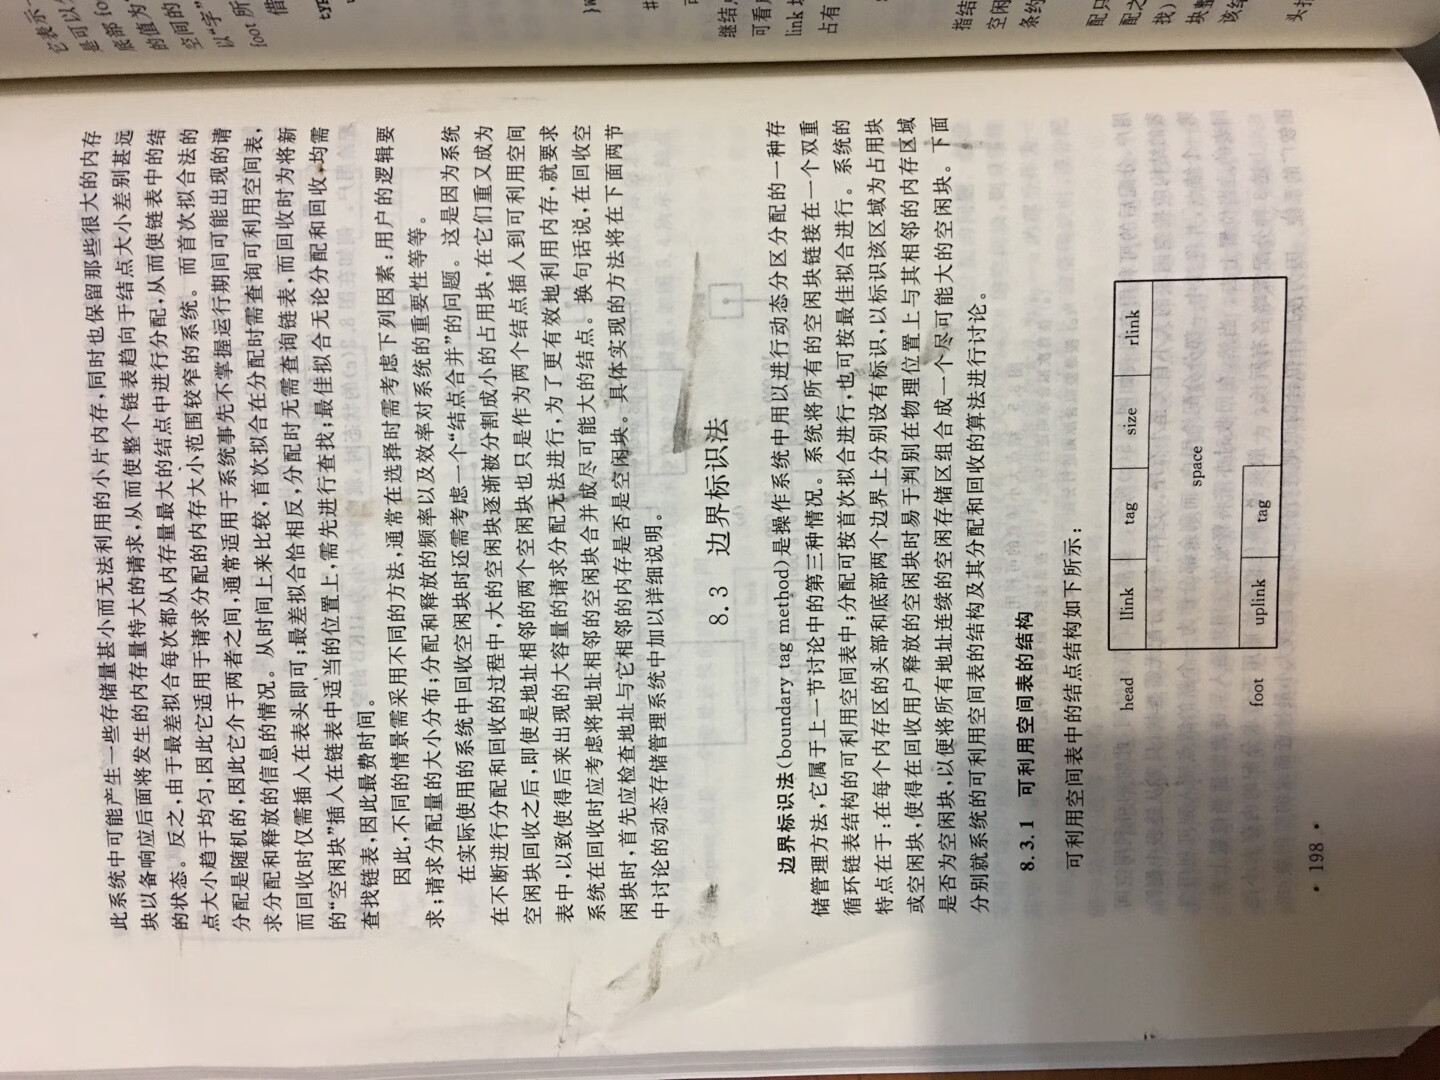 此系统中可能产生一些存储量甚小而无法利用的小片内存,同时也保留那些很大的内存
块以备响应后面将发生的内存量特大的请求,从而使整个链表趋向于结点大小差别甚远
的状态。反之,由于最差拟合每次都从内存量最大的结点中进行分配,从而使链表中的结
点大小趋于均匀,因此它适用于请求分配的内存大小范围较窄的系统。而首次拟合法的
分配是随机的,因此它介于两者之间,通常适用于系统事先不掌握运行期间可能出现的请
求分配和释放的信息的情况。从时间上来比较,首次拟合在分配时需查询可利用空间表,
而回收时仅需插入在表头即可;最差拟合恰相反,分配时无需查询链表,而回收时为将新
的“空闲块”插入在链表中适当的位置上,需先进行查找;最佳拟合无论分配和回收,均需
查找链表,因此最费时间。
因此,不同的情景需采用不同的方法,通常在选择时需考虑下列因素:用户的逻辑要
求;请求分配量的大小分布;分配和释放的频率以及效率对系统的重要性等等。
在实际使用的系统中回收空闲块时还需考虑一个“结点合并”的问题。这是因为系统
在不断进行分配和回收的过程中,大的空闲块逐渐被分割成小的占用块,在它们重又成为
空闲块回收之后,即使是地址相邻的两个空闲块也只是作为两个结点插入到可利用空间
表中,以致使得后来出现的大容量的请求分配无法进行,为了更有效地利用内存,就要求
系统在回收时应考虑将地址相邻的空闲块合并成尽可能大的结点。换句话说,在回收空
闲块时,首先应检查地址与它相邻的内存是否是空闲块。具体实现的方法将在下面两节
中讨论的动态存储管理系统中加以详细说明。
8.3 边界标识法
边界标识法(boundary tag method)是操作系统中用以进行动态分区分配的一种存
储管理方法,它属于上一节讨论中的第三种情况。系统将所有的空闲块链接在一个双重
循环链表结构的可利用空间表中;分配可按首次拟合进行,也可按最佳拟合进行。系统的
特点在于:在每个内存区的头部和底部两个边界上分别设有标识,以标识该区域为占用块
或空闲块,使得在回收用户释放的空闲块时易于判别在物理位置上与其相邻的内存区域
是否为空闲块,以便将所有地址连续的空闲存储区组合成一个尽可能大的空闲块。下面
分别就系统的可利用空间表的结构及其分配和回收的算法进行讨论。
8.3.1 可利用空间表的结构
可利用空间表中的结点结构如下所示:
head llink tag size rlink
space
foot uplink tag
· 198 ·